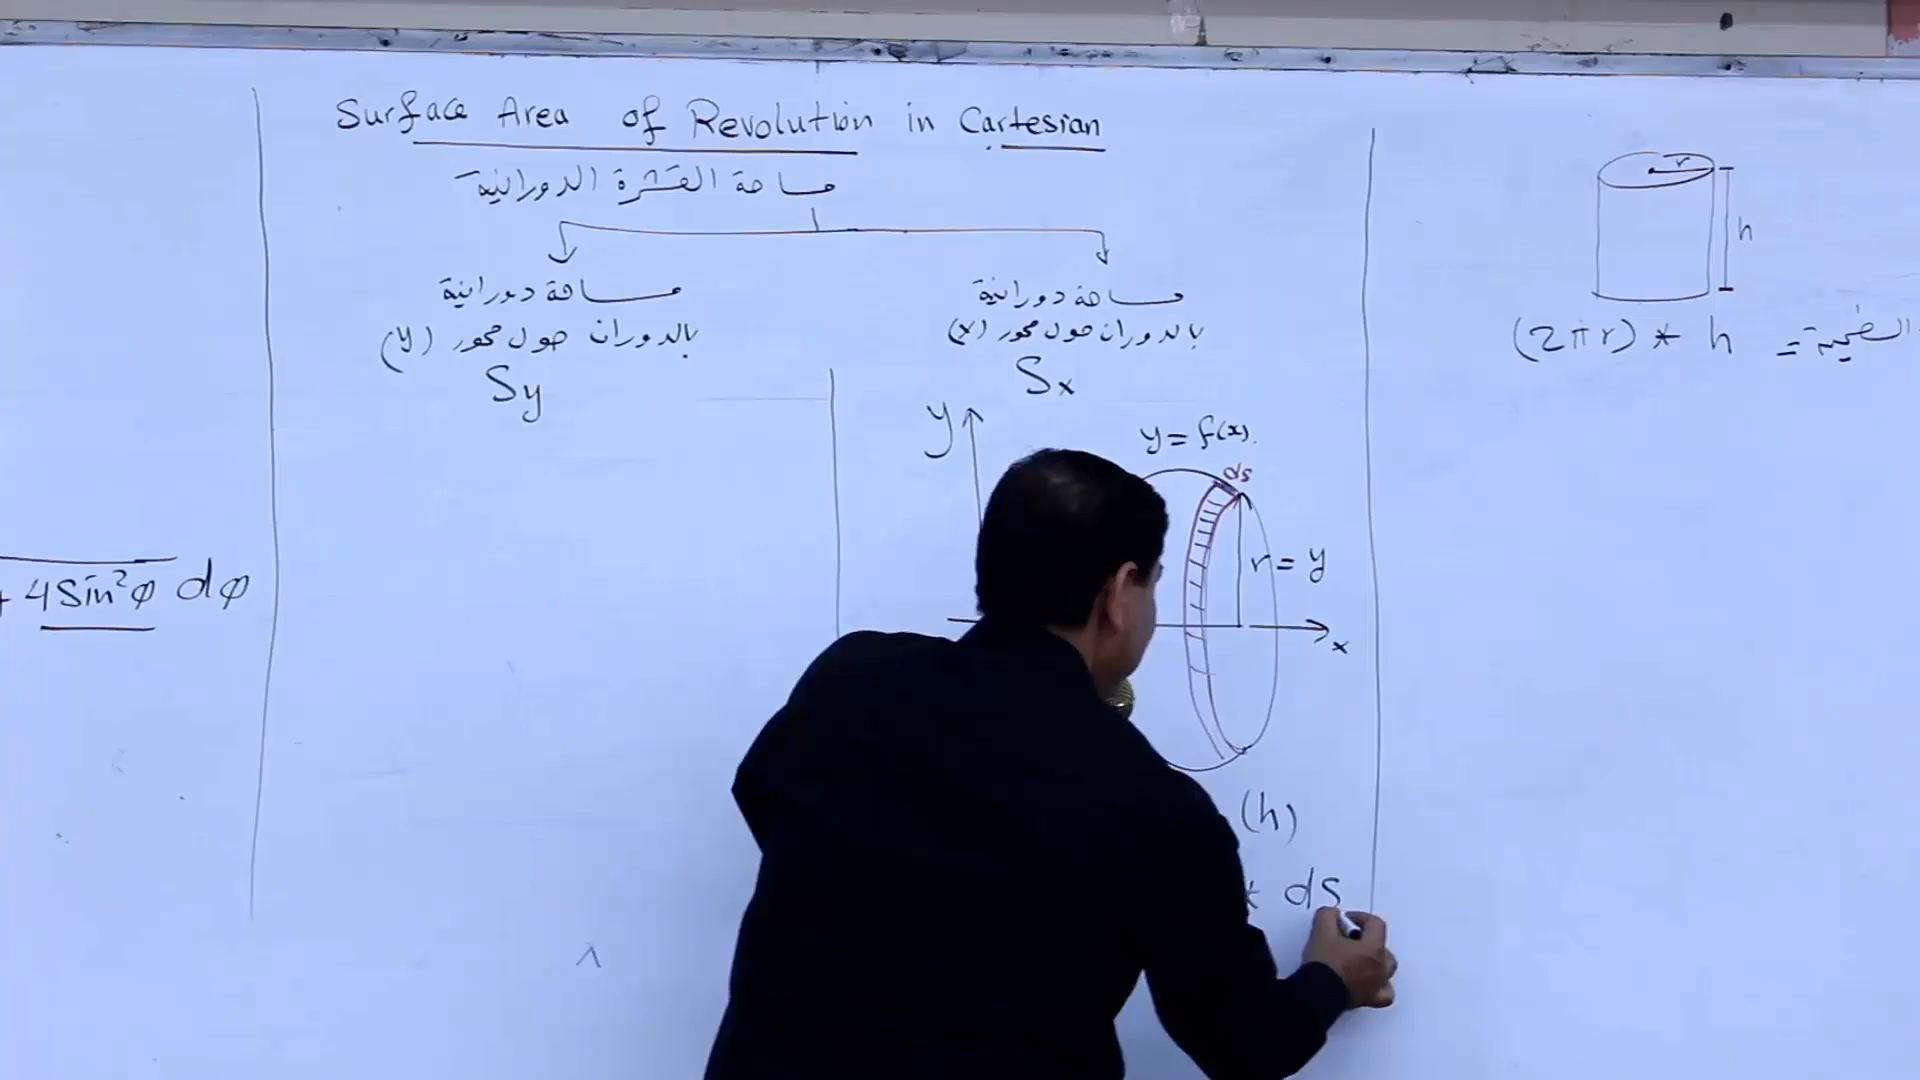 Surface Area of Revolution in Cartesian
مساحة القشرة الدورانية
مساحة دورانية
بالدوران حول محور (y)
Sy
مساحة دورانية
بالدوران حول محور (x)
Sx
y
y = f(x)
ds
r = y
x
(h)
* ds
+ 4Sin²φ dφ
r
h
(2πr) * h =